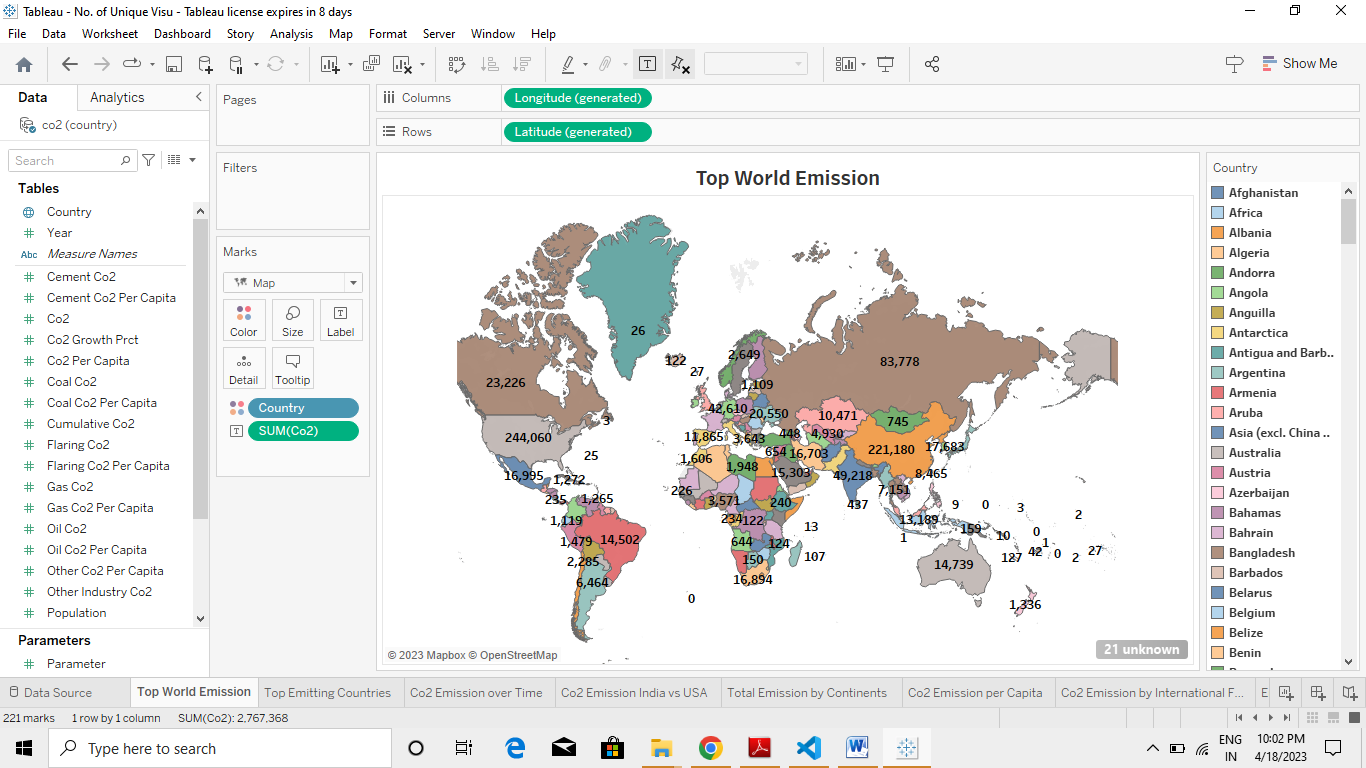 Tableau - No. of Unique Visu - Tableau license expires in 8 days
File Data Worksheet Dashboard Story Analysis Map Format Server Window Help
Show Me
Data Analytics
co2 (country)
Search
Tables
Country
Year
Abc Measure Names
Cement Co2
Cement Co2 Per Capita
Co2
Co2 Growth Prct
Co2 Per Capita
Coal Co2
Coal Co2 Per Capita
Cumulative Co2
Flaring Co2
Flaring Co2 Per Capita
Gas Co2
Gas Co2 Per Capita
Oil Co2
Oil Co2 Per Capita
Other Co2 Per Capita
Other Industry Co2
Population
Parameters
Parameter
Pages
Filters
Marks
Map
Color Size Label
Detail Tooltip
Country
SUM(Co2)
Columns Longitude (generated)
Rows Latitude (generated)
Top World Emission
26
122
27
2,649
83,778
1,109
23,226
42,610
20,550
10,471
745
3
244,060
11,865
3,643
448
4,930
221,180
17,683
25
1,606
1,948
654
16,703
16,995
1,272
15,303
49,218
8,465
226
7,151
235
1,265
3,571
240
437
9
0
3
2
1,119
234
122
13
13,189
159
10
0
1,479
14,502
644
124
1
1
42
0
2
27
127
2,285
150
107
14,739
6,464
16,894
0
1,336
© 2023 Mapbox © OpenStreetMap
21 unknown
Country
Afghanistan
Africa
Albania
Algeria
Andorra
Angola
Anguilla
Antarctica
Antigua and Barb..
Argentina
Armenia
Aruba
Asia (excl. China ..
Australia
Austria
Azerbaijan
Bahamas
Bahrain
Bangladesh
Barbados
Belarus
Belgium
Belize
Benin
Data Source Top World Emission Top Emitting Countries Co2 Emission over Time Co2 Emission India vs USA Total Emission by Continents Co2 Emission per Capita Co2 Emission by International F... E
221 marks 1 row by 1 column SUM(Co2): 2,767,368
Type here to search
ENG
IN
10:02 PM
4/18/2023